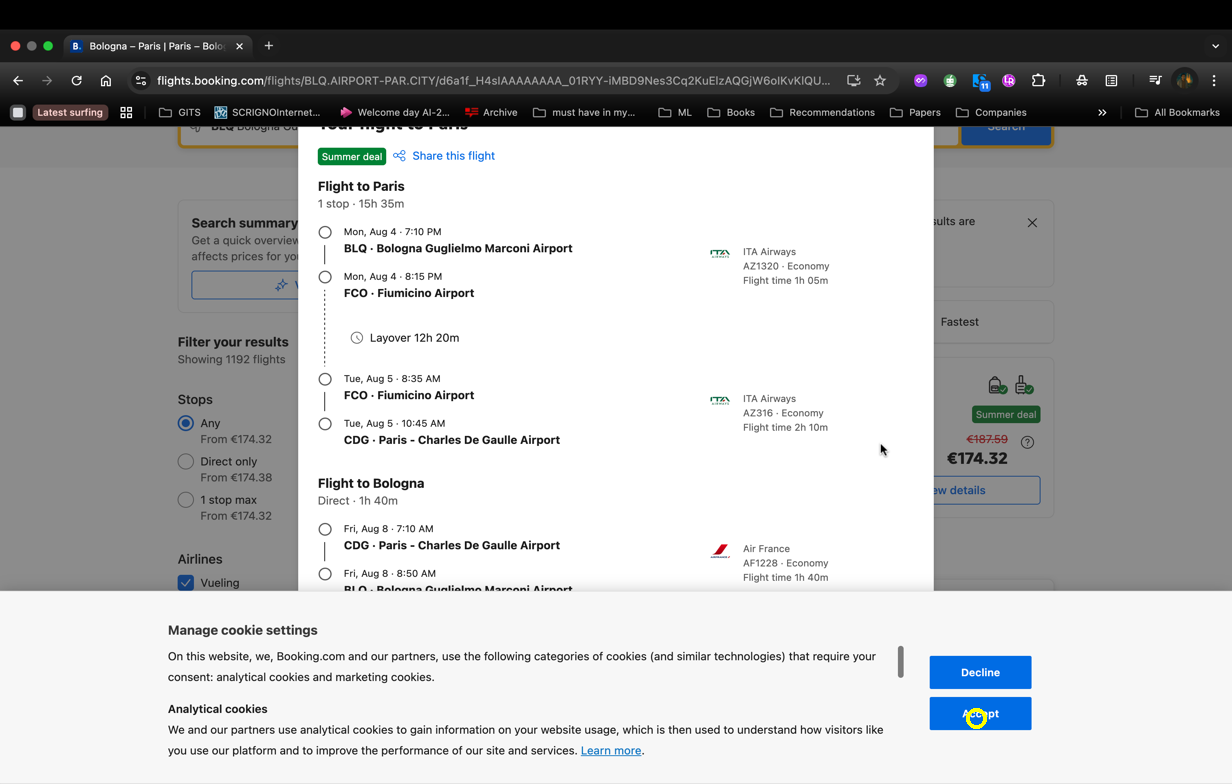 Bologna – Paris | Paris – Bolo
flights.booking.com/flights/BLQ.AIRPORT-PAR.CITY/d6a1f_H4sIAAAAAAAA_01RYY-iMBD9Nes3Cq2KuEIzAQGjW6oIKvKlQU...
11
Latest surfing
GITS
SCRIGNOInternet...
Welcome day AI-2...
Archive
must have in my...
ML
Books
Recommendations
Papers
Companies
»
All Bookmarks
BLQ Bologna Gu
Your flight to Paris
Search
Summer deal
Share this flight
Flight to Paris
1 stop · 15h 35m
Mon, Aug 4 · 7:10 PM
BLQ · Bologna Guglielmo Marconi Airport
Mon, Aug 4 · 8:15 PM
FCO · Fiumicino Airport
ITA Airways
AZ1320 · Economy
Flight time 1h 05m
Layover 12h 20m
Tue, Aug 5 · 8:35 AM
FCO · Fiumicino Airport
Tue, Aug 5 · 10:45 AM
CDG · Paris - Charles De Gaulle Airport
ITA Airways
AZ316 · Economy
Flight time 2h 10m
Flight to Bologna
Direct · 1h 40m
Fri, Aug 8 · 7:10 AM
CDG · Paris - Charles De Gaulle Airport
Fri, Aug 8 · 8:50 AM
BLQ · Bologna Guglielmo Marconi Airport
Air France
AF1228 · Economy
Flight time 1h 40m
Search summary
Get a quick overview
affects prices for yo
Filter your results
Showing 1192 flights
Stops
Any
From €174.32
Direct only
From €174.38
1 stop max
From €174.32
Airlines
Vueling
sults are
Fastest
Summer deal
€187.59
€174.32
ew details
Manage cookie settings
On this website, we, Booking.com and our partners, use the following categories of cookies (and similar technologies) that require your
consent: analytical cookies and marketing cookies.
Analytical cookies
We and our partners use analytical cookies to gain information on your website usage, which is then used to understand how visitors like
you use our platform and to improve the performance of our site and services. Learn more.
Decline
Accept